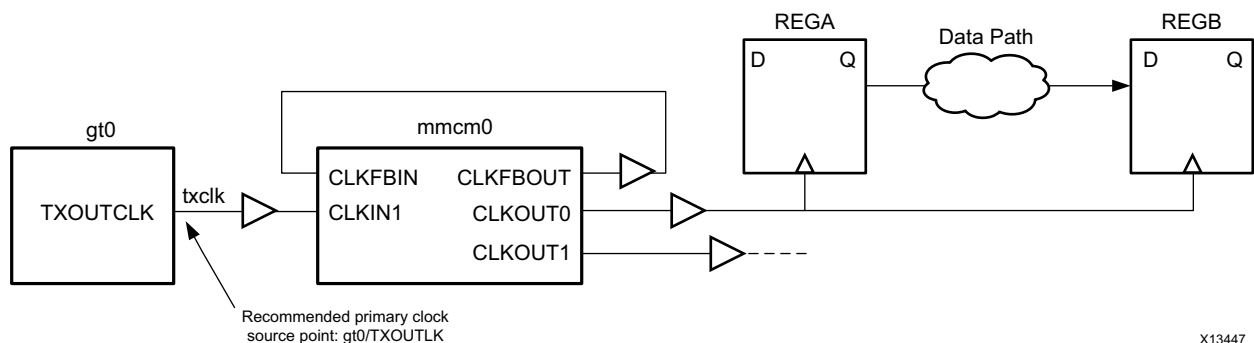 REGA
REGB
Data Path
D Q
D Q
gt0
mmcm0
TXOUTCLK
txclk
CLKFBIN CLKFBOUT
CLKIN1 CLKOUT0
CLKOUT1
Recommended primary clock
source point: gt0/TXOUTLK
X13447